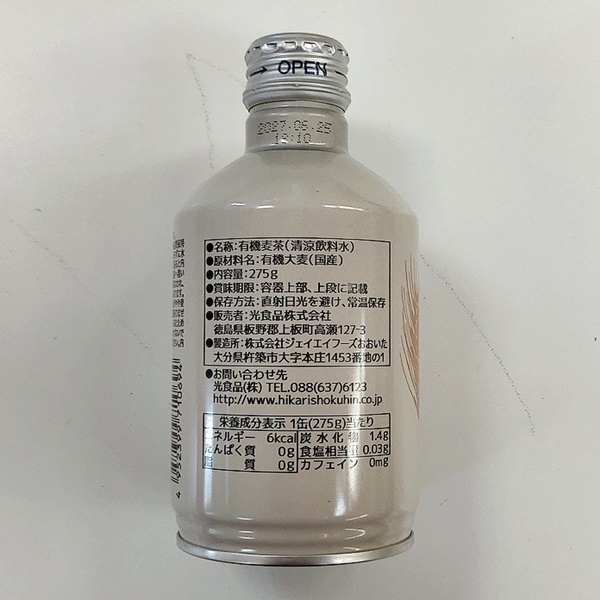 → OPEN
2027.06.25
●名称:有機麦茶(清涼飲料水)
●原材料名:有機大麦(国産)
●内容量:275g
●賞味期限:容器上部、上段に記載
●保存方法:直射日光を避け、常温保存
●販売者:光食品株式会社
徳島県板野郡上板町高瀬127-3
●製造所:株式会社ジェイエイフーズおおいた
大分県杵築市大字本庄1453番地の1
●お問い合わせ先
光食品(株) TEL.088(637)6123
http://www.hikarishokuhin.co.jp
栄養成分表示 1缶(275g)当たり
エネルギー 6kcal 炭水化物 1.4g
たんぱく質 0g 食塩相当量 0.03g
脂質 0g カフェイン 0mg